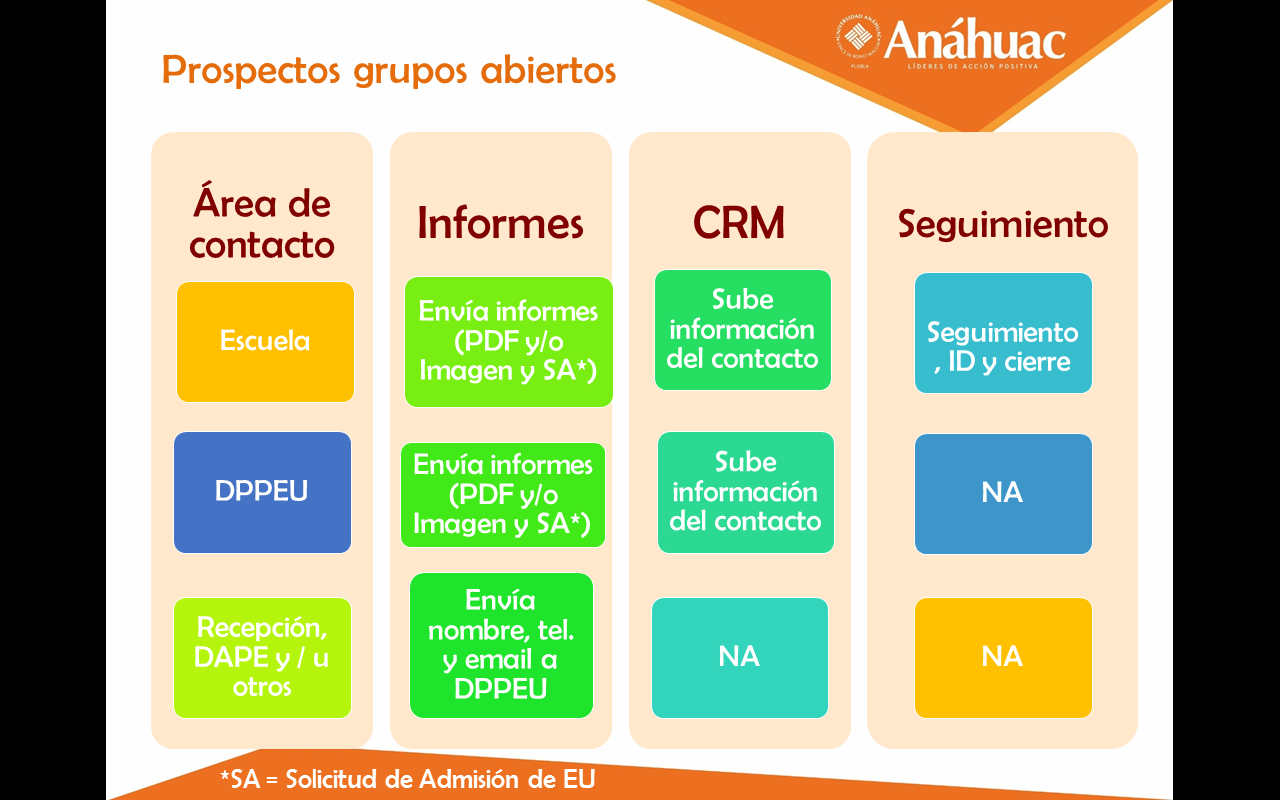 Prospectos grupos abiertos
Anáhuac
LÍDERES DE ACCIÓN POSITIVA
PUEBLA
Área de
contacto
Escuela
DPPEU
Recepción,
DAPE y / u
otros
Informes
Envía informes
(PDF y/o
Imagen y SA*)
Envía informes
(PDF y/o
Imagen y SA*)
Envía
nombre, tel.
y email a
DPPEU
CRM
Sube
información
del contacto
Sube
información
del contacto
NA
Seguimiento
Seguimiento
, ID y cierre
NA
NA
*SA = Solicitud de Admisión de EU